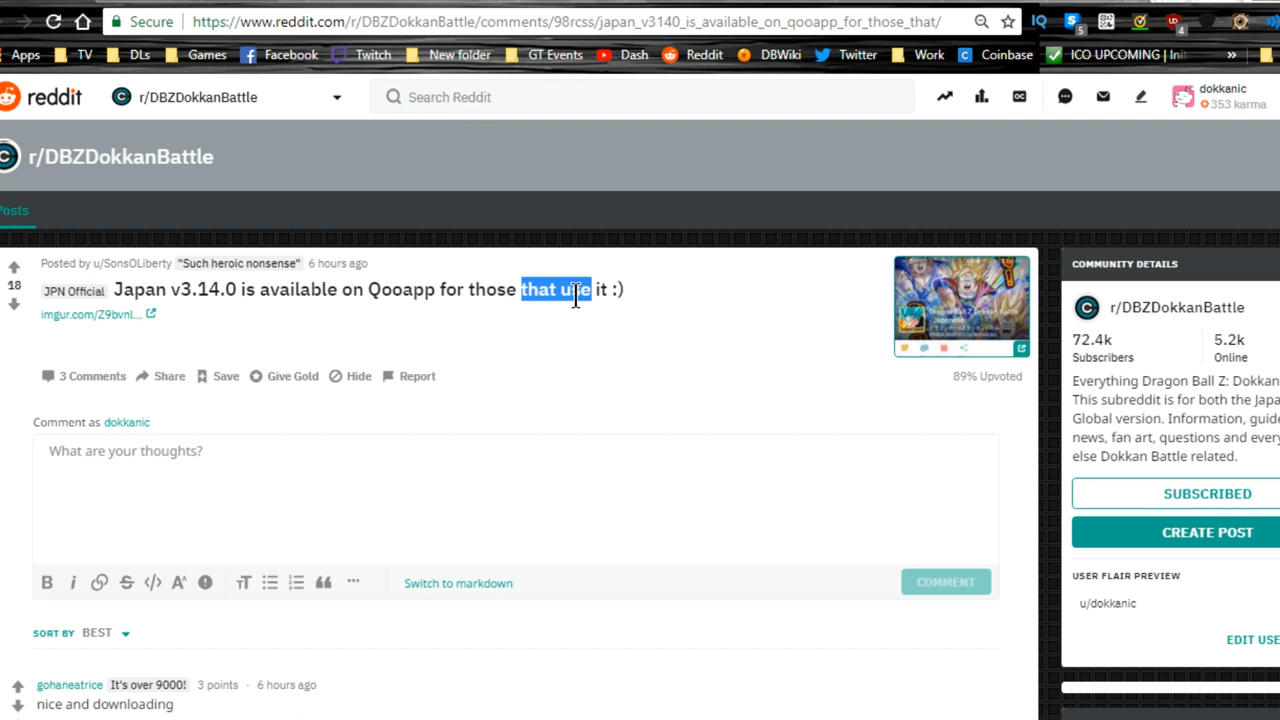 Secure https://www.reddit.com/r/DBZDokkanBattle/comments/98rcss/japan_v3140_is_available_on_qooapp_for_those_that/ IQ 5 4
Apps TV DLs Games Facebook Twitch New folder GT Events Dash Reddit DBWiki Twitter Work Coinbase ICO UPCOMING | Init »
reddit r/DBZDokkanBattle Search Reddit OC dokkanic
353 karma
r/DBZDokkanBattle
Posts
Posted by u/SonsOLiberty "Such heroic nonsense" 6 hours ago
18 JPN Official Japan v3.14.0 is available on Qooapp for those that use it :)
imgur.com/Z9bvnl...
3 Comments Share Save Give Gold Hide Report 89% Upvoted
Comment as dokkanic
What are your thoughts?
B i S </> A TT ... Switch to markdown COMMENT
SORT BY BEST
gohaneatrice It's over 9000! 3 points · 6 hours ago
nice and downloading
COMMUNITY DETAILS
r/DBZDokkanBattle
72.4k 5.2k
Subscribers Online
Everything Dragon Ball Z: Dokkan
This subreddit is for both the Japa
Global version. Information, guide
news, fan art, questions and every
else Dokkan Battle related.
SUBSCRIBED
CREATE POST
USER FLAIR PREVIEW
u/dokkanic
EDIT USE